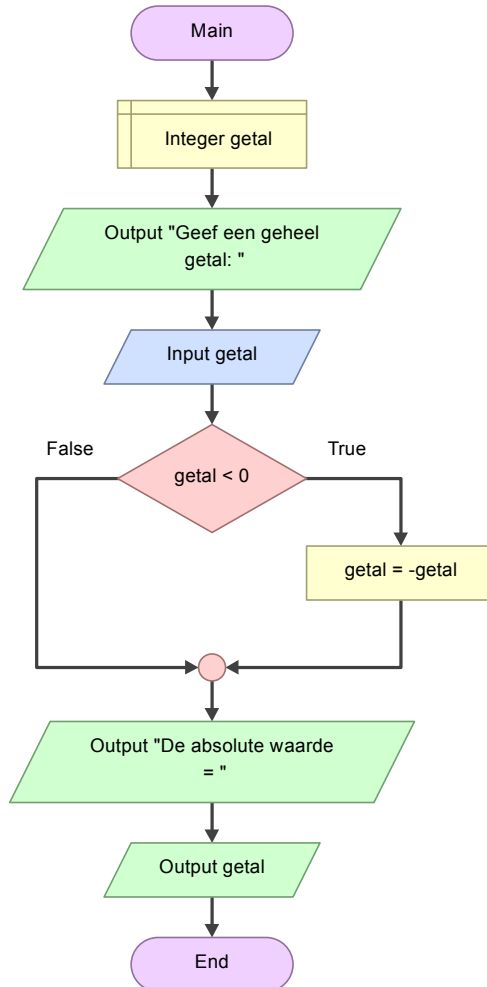 Main
Integer getal
Output "Geef een geheel
getal: "
Input getal
False
True
getal < 0
getal = -getal
Output "De absolute waarde
= "
Output getal
End